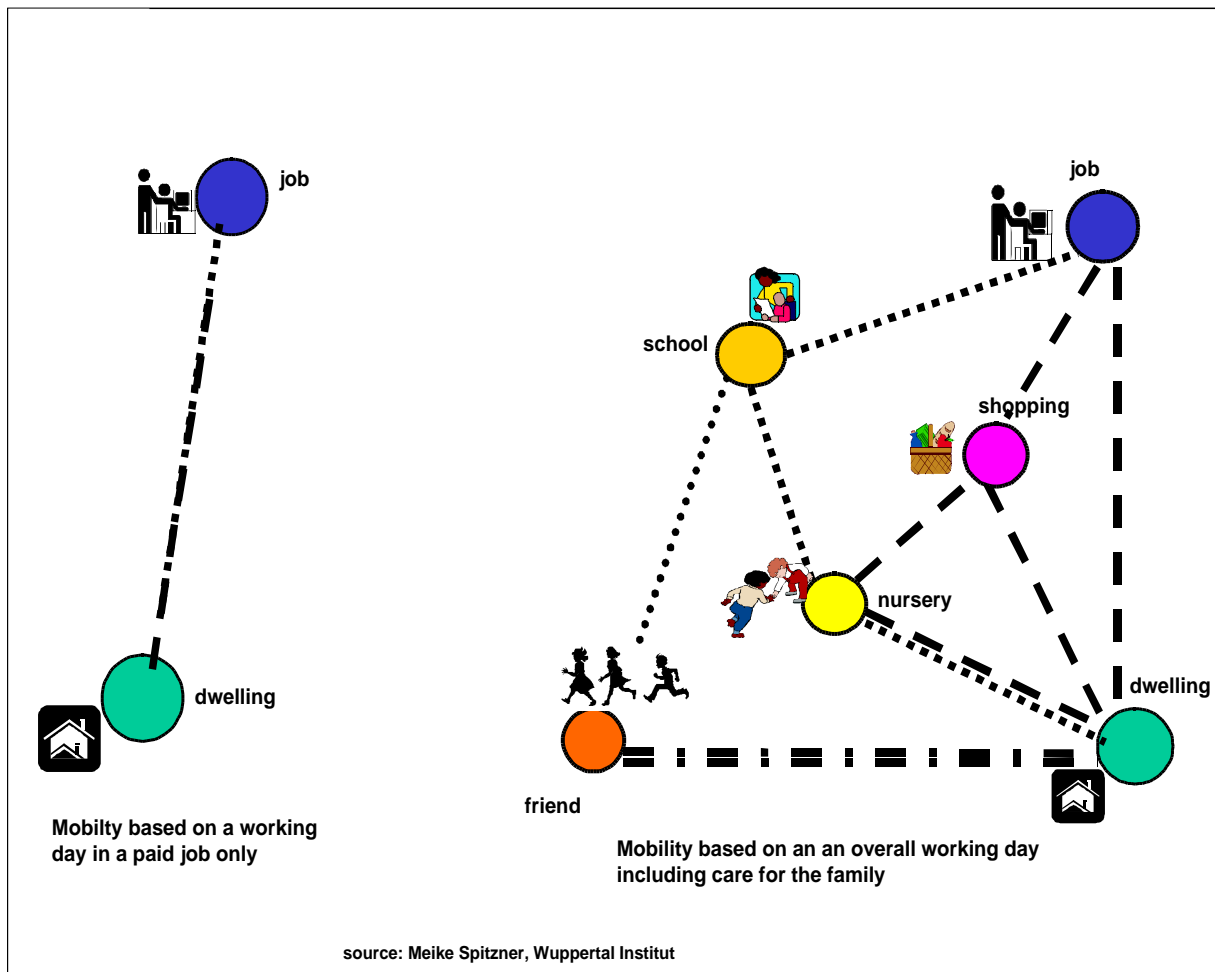 job
dwelling
Mobilty based on a working
day in a paid job only
job
school
shopping
nursery
dwelling
friend
Mobility based on an an overall working day
including care for the family
source: Meike Spitzner, Wuppertal Institut